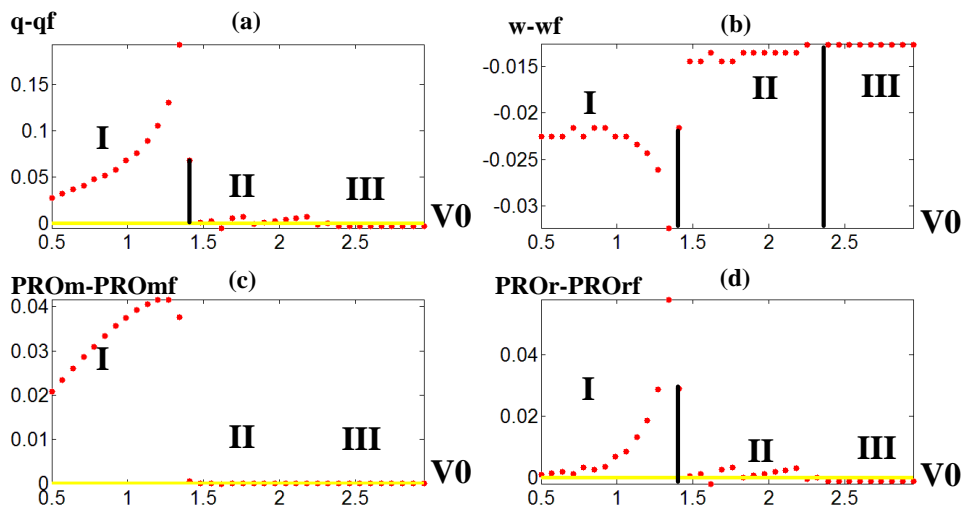 q-qf
(a)
0.15
0.1
0.05
0
I
II
III
V0
0.5
1
1.5
2
2.5
w-wf
(b)
-0.015
-0.02
-0.025
-0.03
I
II
III
V0
0.5
1
1.5
2
2.5
PROm-PROmf
(c)
0.04
0.03
0.02
0.01
0
I
II
III
V0
0.5
1
1.5
2
2.5
PROr-PROrf
(d)
0.04
0.02
0
I
II
III
V0
0.5
1
1.5
2
2.5